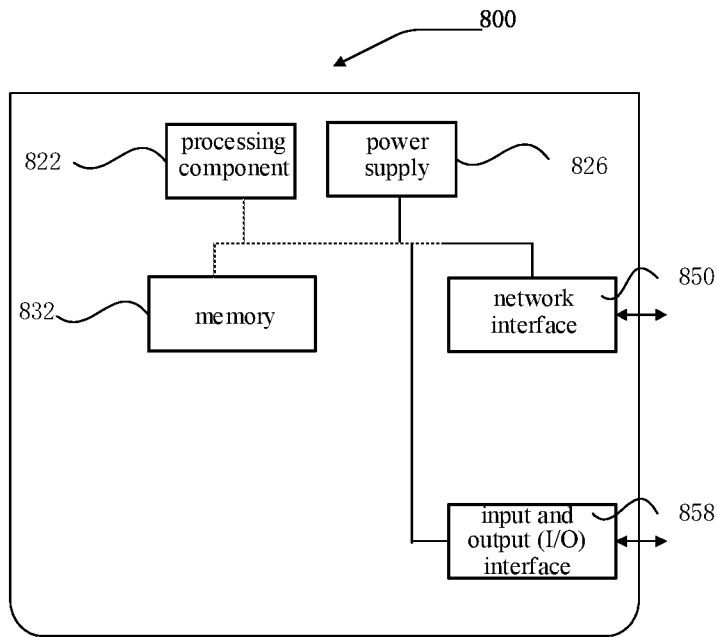 800
processing
component
822
power
supply
826
850
network
interface
832
memory
858
input and
output (I/O)
interface